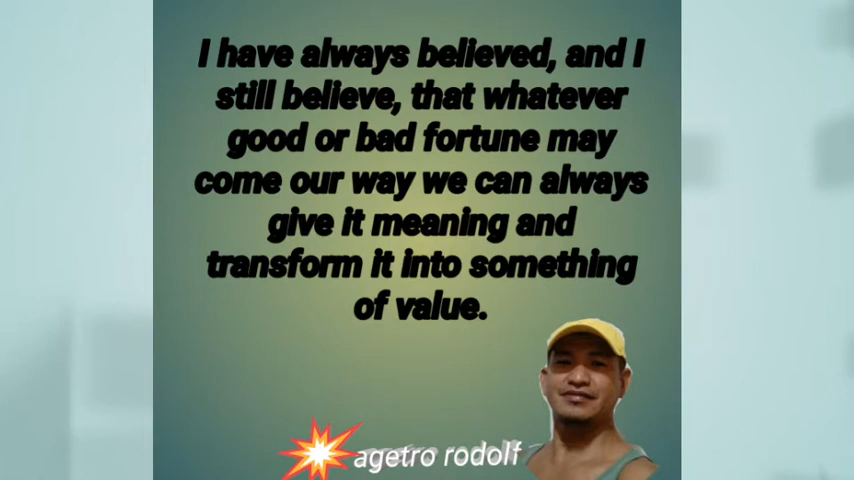 I have always believed, and I
still believe, that whatever
good or bad fortune may
come our way we can always
give it meaning and
transform it into something
of value.
agetro rodolf